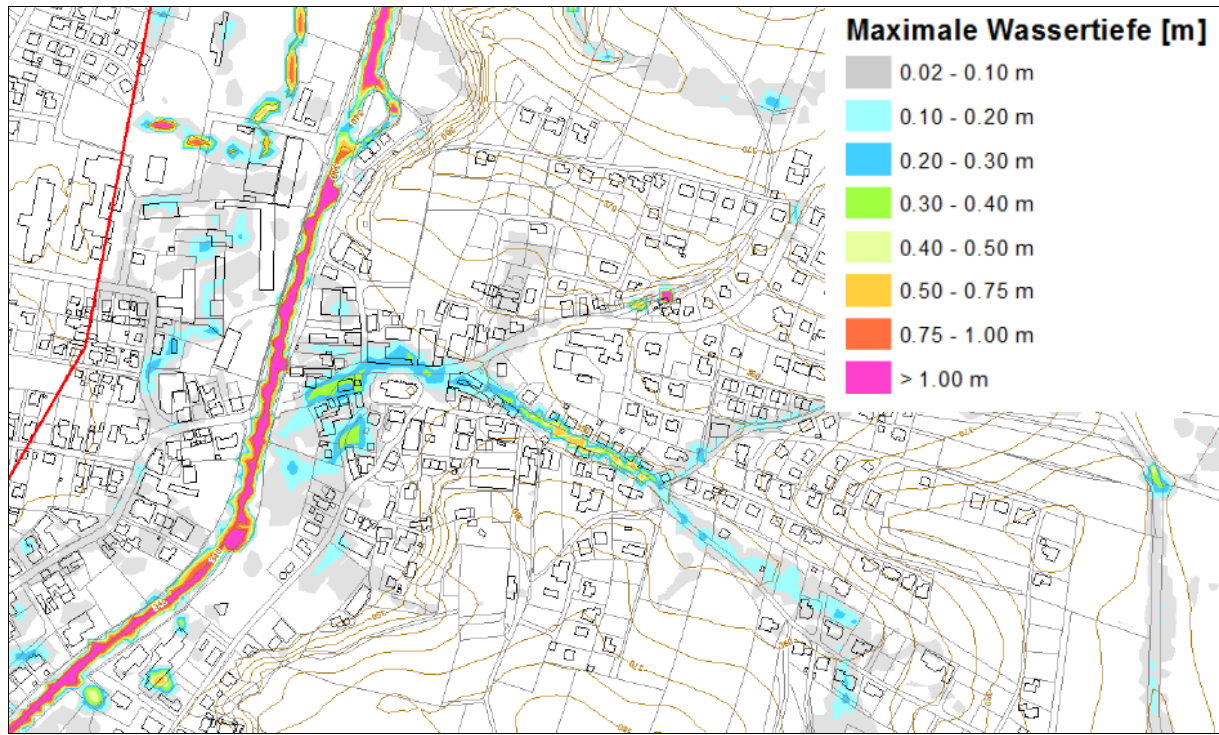 Maximale Wassertiefe [m]
0.02 - 0.10 m
0.10 - 0.20 m
0.20 - 0.30 m
0.30 - 0.40 m
0.40 - 0.50 m
0.50 - 0.75 m
0.75 - 1.00 m
> 1.00 m